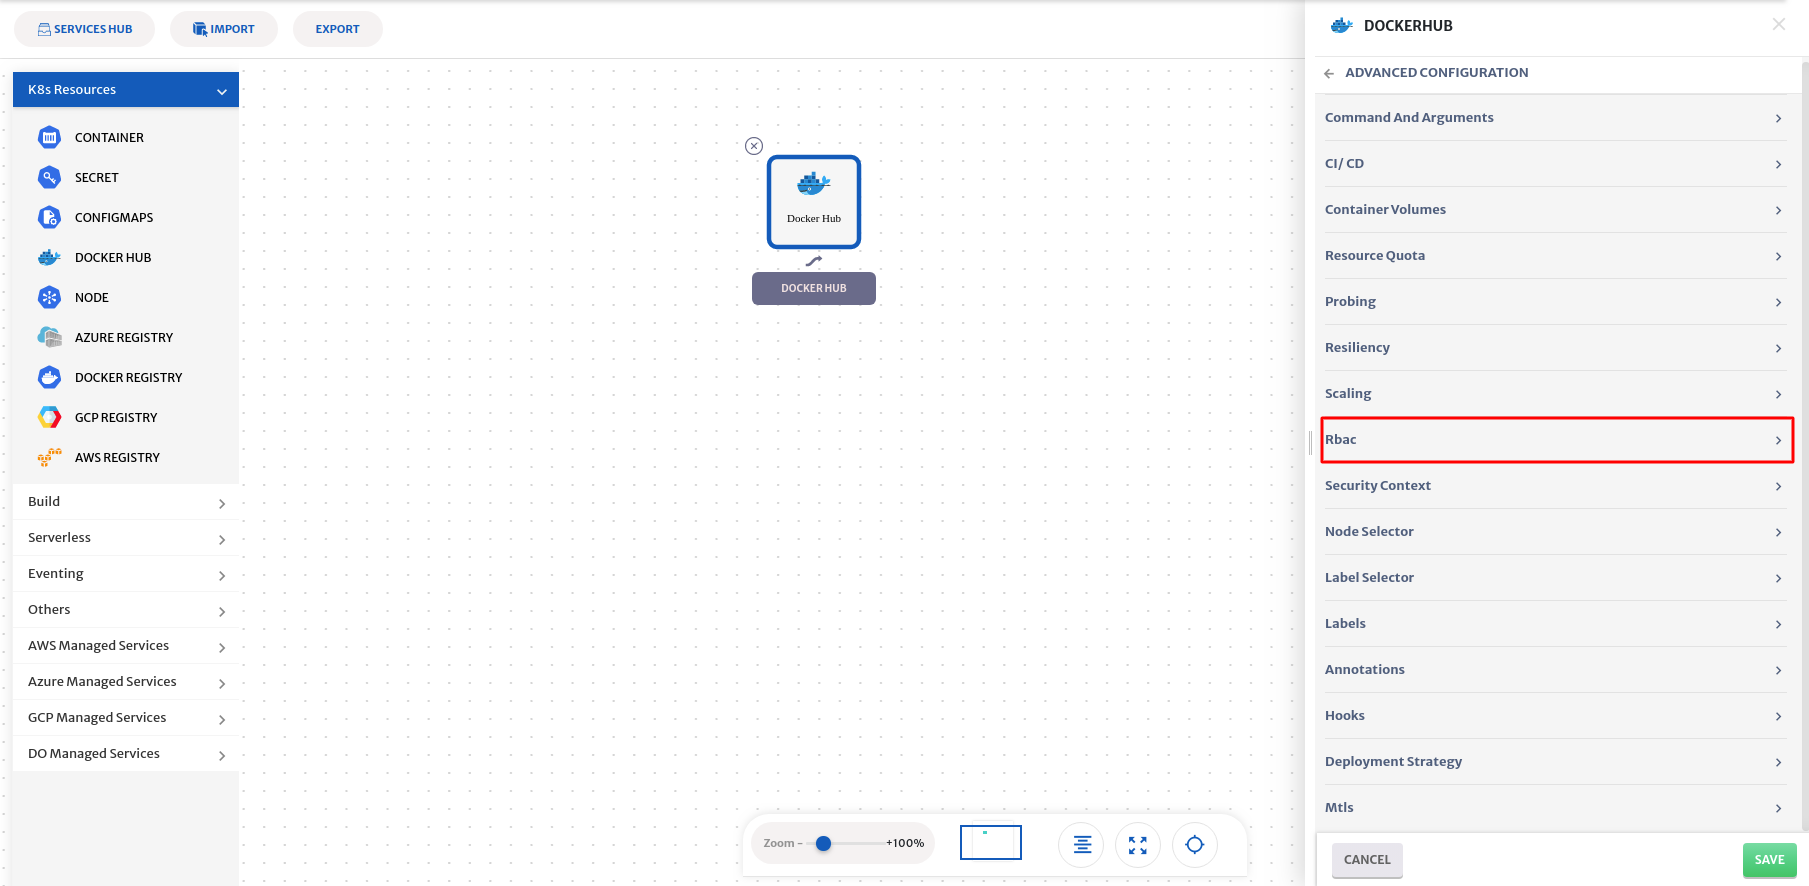 SERVICES HUB
IMPORT
EXPORT
K8s Resources
CONTAINER
SECRET
CONFIGMAPS
DOCKER HUB
NODE
AZURE REGISTRY
DOCKER REGISTRY
GCP REGISTRY
AWS REGISTRY
Build
Serverless
Eventing
Others
AWS Managed Services
Azure Managed Services
GCP Managed Services
DO Managed Services
Docker Hub
DOCKER HUB
Zoom - +100%
DOCKERHUB
ADVANCED CONFIGURATION
Command And Arguments
CI/ CD
Container Volumes
Resource Quota
Probing
Resiliency
Scaling
Rbac
Security Context
Node Selector
Label Selector
Labels
Annotations
Hooks
Deployment Strategy
Mtls
CANCEL
SAVE